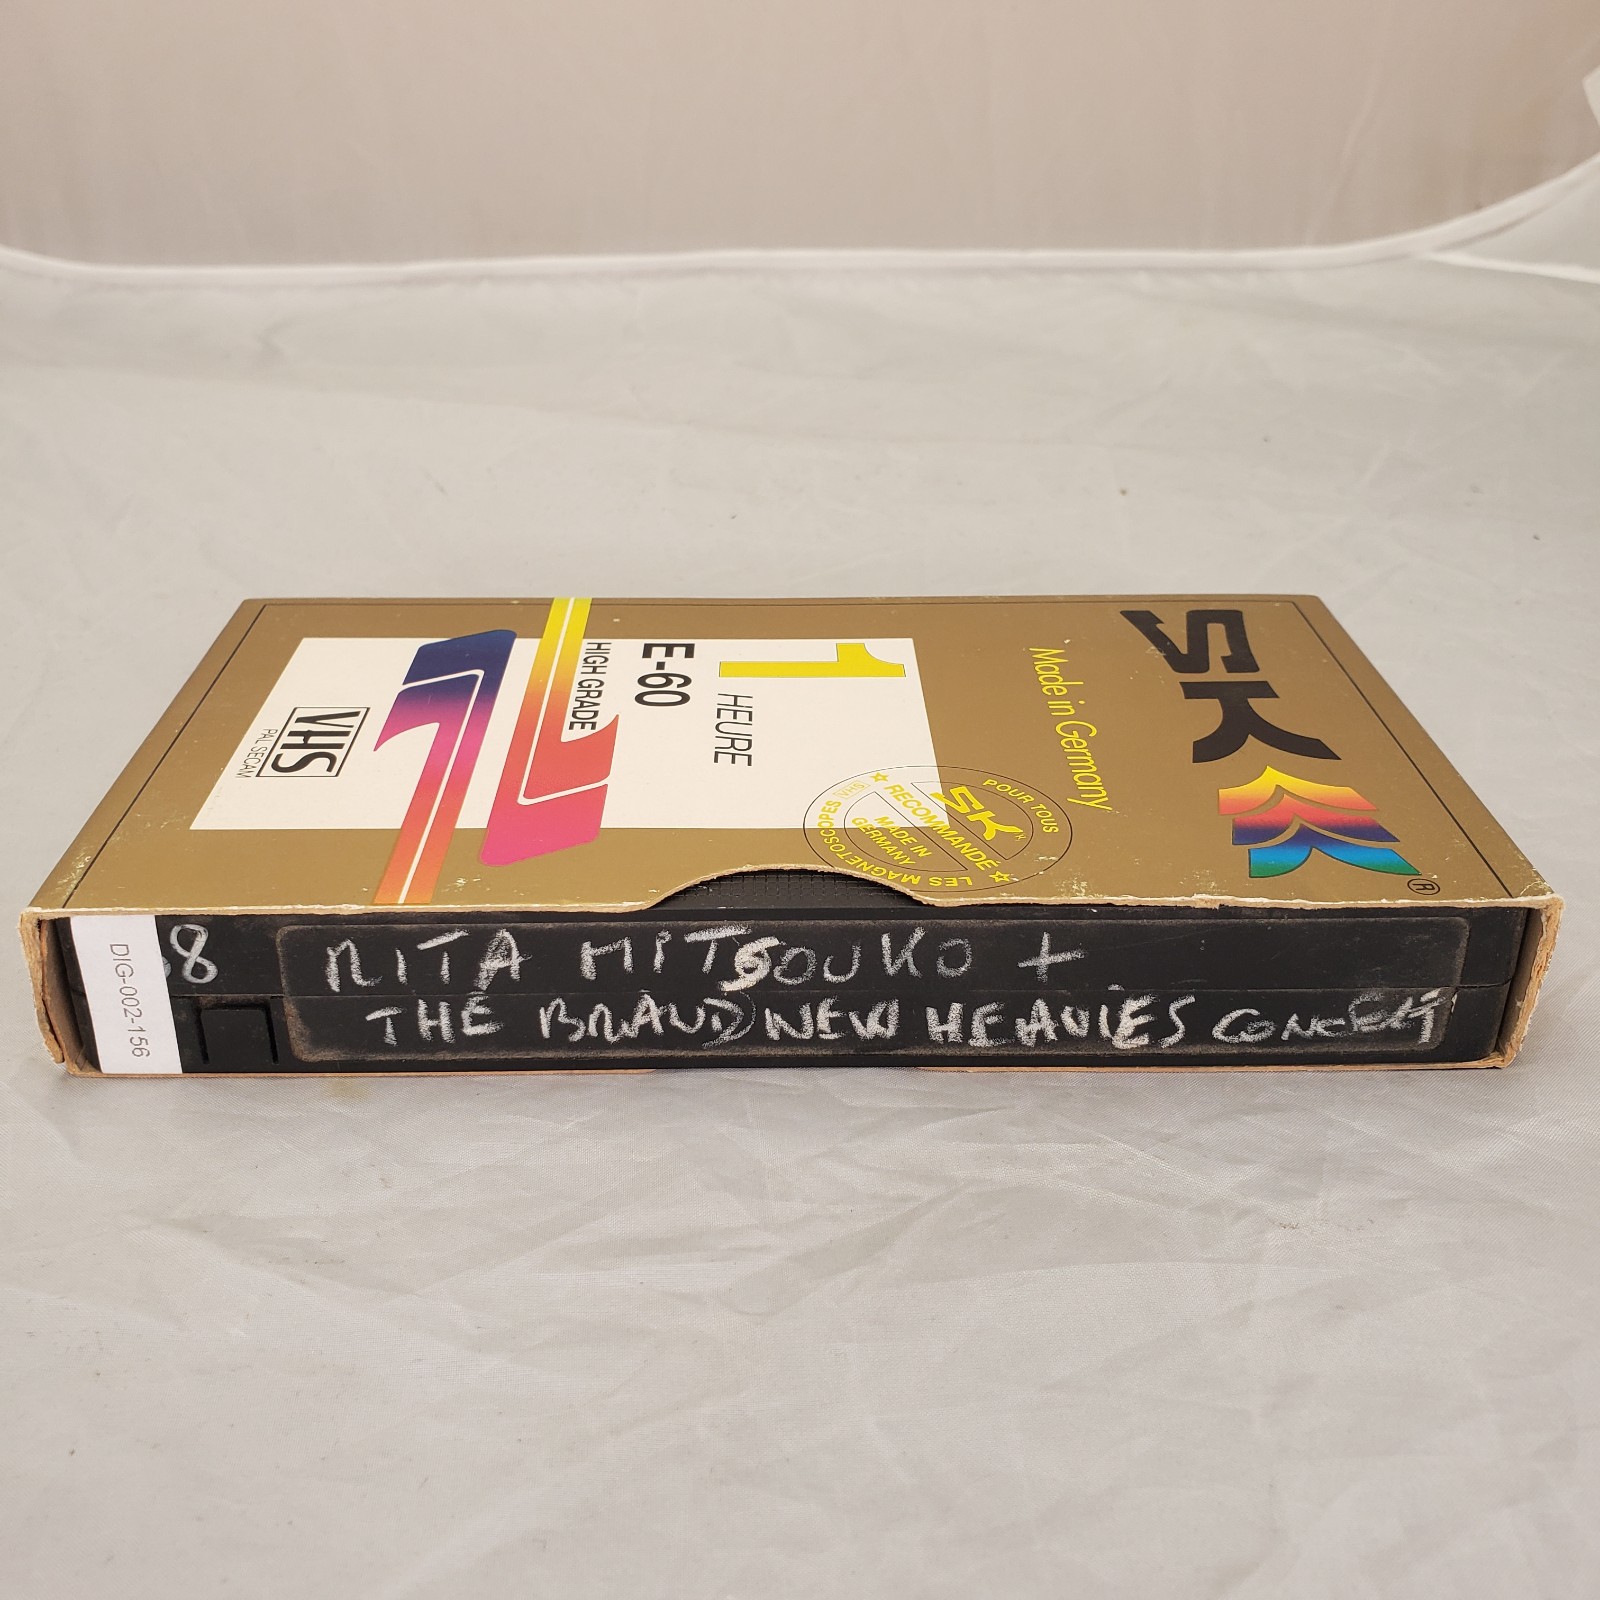 SK
®
Made in Germany
1
HEURE
E-60
HIGH GRADE
VHS
PAL SECAM
POUR TOUS
LES MAGNETOSCOPES (VHS)
SK
RECOMMANDÉ
MADE IN
GERMANY
DIG-002-156
8
RITA MITSOUKO +
THE BRAND NEW HEAVIES CONCERT